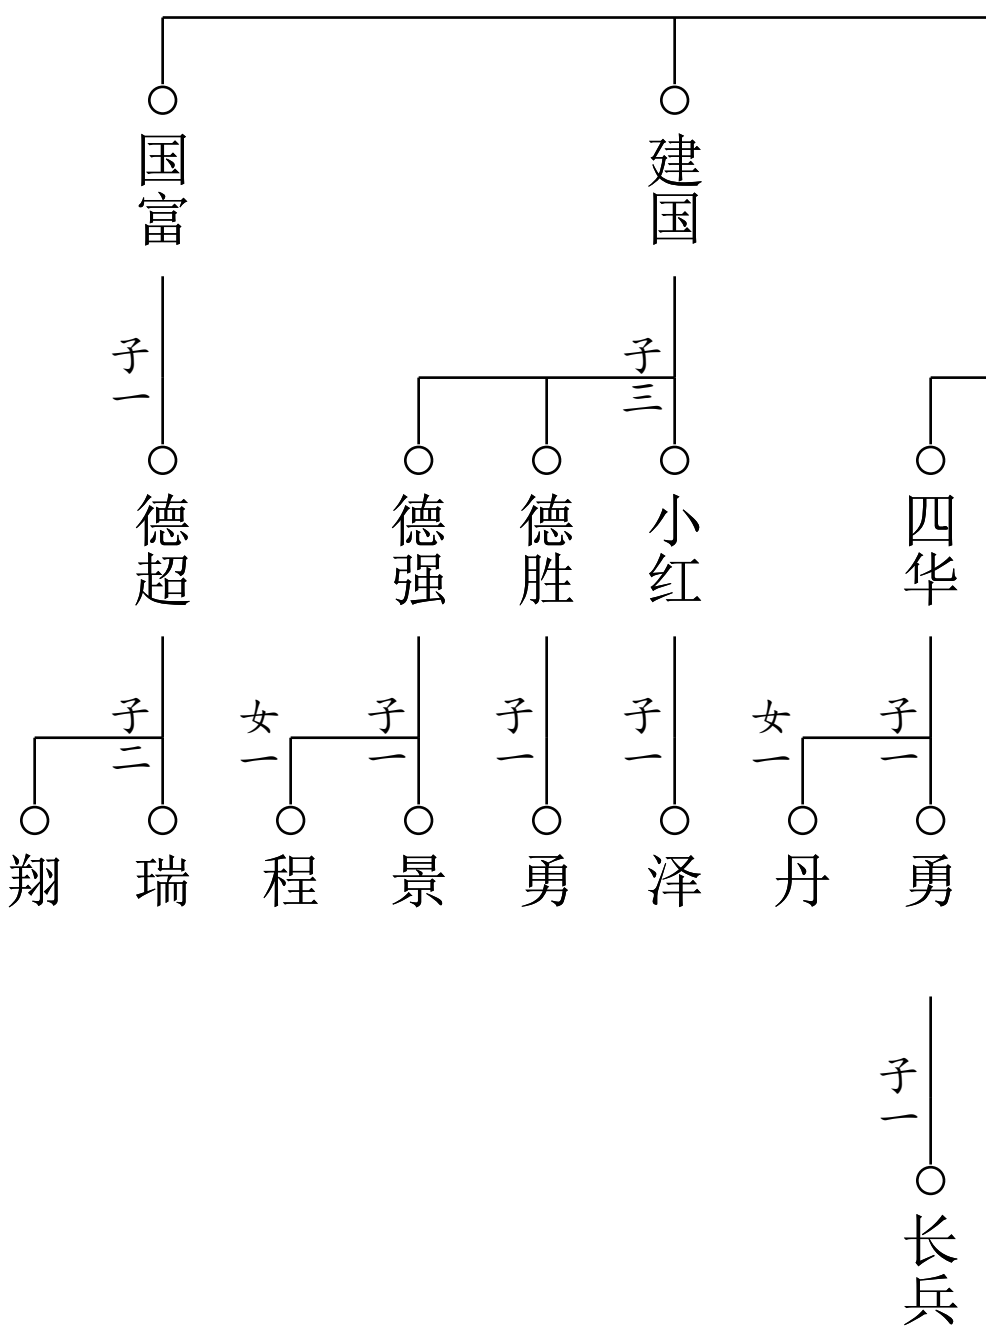 国富
建国
子一
子三
德超
德强
德胜
小红
四华
子二
女一
子一
子一
子一
女一
子一
翔
瑞
程
景
勇
泽
丹
勇
子一
长兵